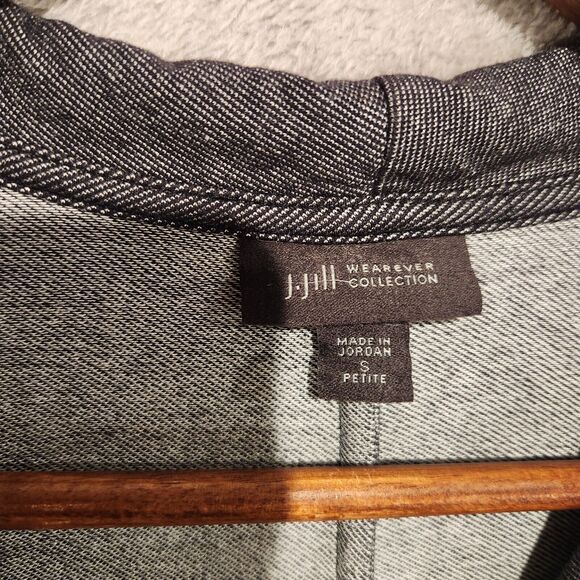 J.Jill WEAREVER
COLLECTION
MADE IN
JORDAN
S
PETITE